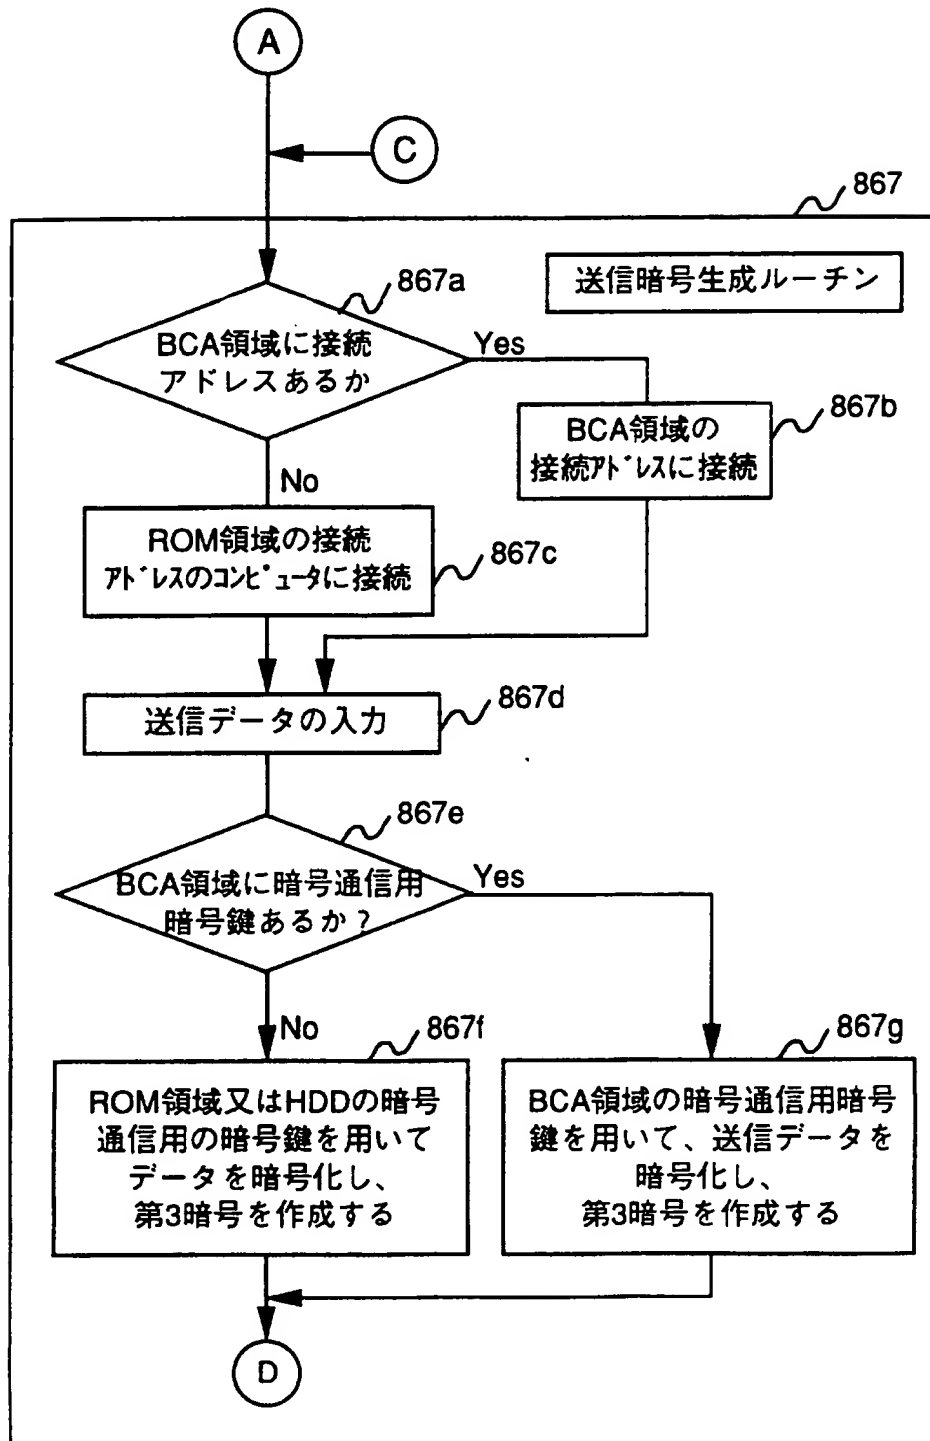 A
C
867
送信暗号生成ルーチン
867a
BCA領域に接続
アドレスあるか
Yes
867b
BCA領域の
接続アドレスに接続
No
ROM領域の接続
アドレスのコンピュータに接続
867c
送信データの入力
867d
867e
BCA領域に暗号通信用
暗号鍵あるか?
Yes
No
867f
ROM領域又はHDDの暗号
通信用の暗号鍵を用いて
データを暗号化し、
第3暗号を作成する
867g
BCA領域の暗号通信用暗号
鍵を用いて、送信データを
暗号化し、
第3暗号を作成する
D